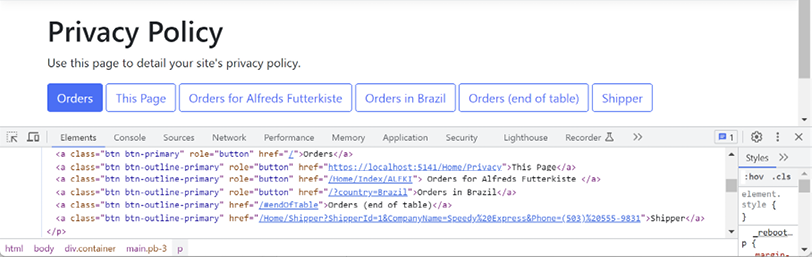 Privacy Policy
Use this page to detail your site's privacy policy.
Orders This Page Orders for Alfreds Futterkiste Orders in Brazil Orders (end of table) Shipper
Elements Console Sources Network Performance Memory Application Security Lighthouse Recorder 1
<a class="btn btn-primary" role="button" href="/">Orders</a>
<a class="btn btn-outline-primary" role="button" href="https://localhost:5141/Home/Privacy">This Page</a>
<a class="btn btn-outline-primary" role="button" href="/Home/Index/ALFKI"> Orders for Alfreds Futterkiste </a>
<a class="btn btn-outline-primary" role="button" href="/?country=Brazil">Orders in Brazil</a>
<a class="btn btn-outline-primary" role="button" href="/#endOfTable">Orders (end of table)</a>
<a class="btn btn-outline-primary" role="button" href="/Home/Shipper?ShipperId=1&CompanyName=Speedy%20Express&Phone=(503)%20555-9831">Shipper</a>
</p>
html body div.container main.pb-3 p
Styles
:hov .cls
element.
style {
}
_reboot…
p {
margin-